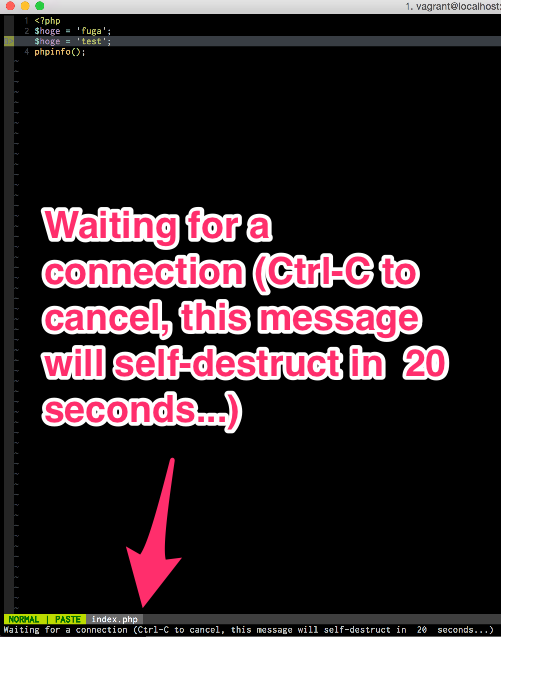 1. vagrant@localhost:
1 <?php
2 $hoge = 'fuga';
$hoge = 'test';
4 phpinfo();
Waiting for a
connection (Ctrl-C to
cancel, this message
will self-destruct in  20
seconds...)
NORMAL | PASTE index.php
Waiting for a connection (Ctrl-C to cancel, this message will self-destruct in  20  seconds...)